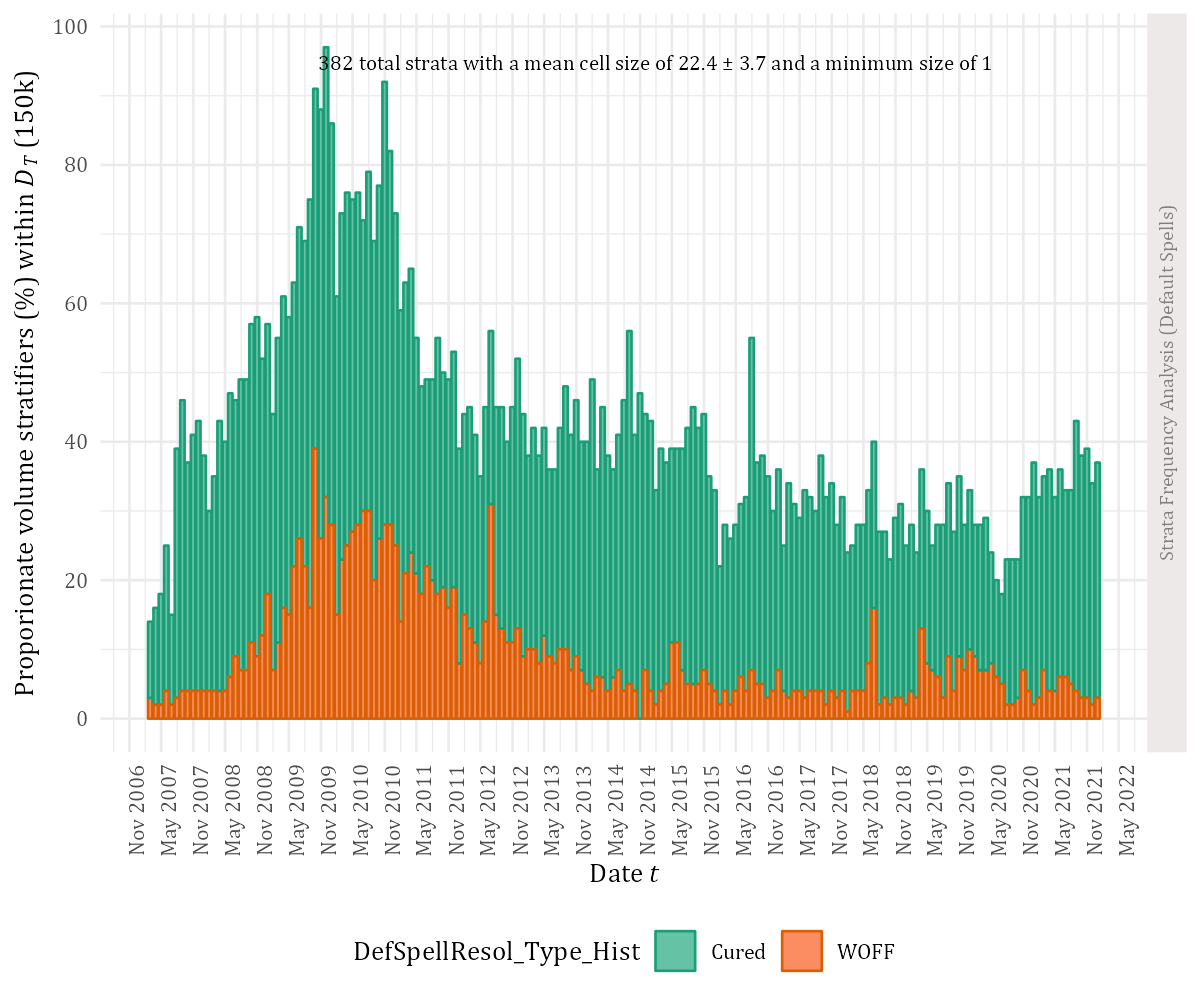 100
80
60
40
20
0
Proporionate volume stratifiers (%) within D_T (150k)
382 total strata with a mean cell size of 22.4 ± 3.7 and a minimum size of 1
Strata Frequency Analysis (Default Spells)
Nov 2006
May 2007
Nov 2007
May 2008
Nov 2008
May 2009
Nov 2009
May 2010
Nov 2010
May 2011
Nov 2011
May 2012
Nov 2012
May 2013
Nov 2013
May 2014
Nov 2014
May 2015
Nov 2015
May 2016
Nov 2016
May 2017
Nov 2017
May 2018
Nov 2018
May 2019
Nov 2019
May 2020
Nov 2020
May 2021
Nov 2021
May 2022
Date t
DefSpellResol_Type_Hist Cured WOFF